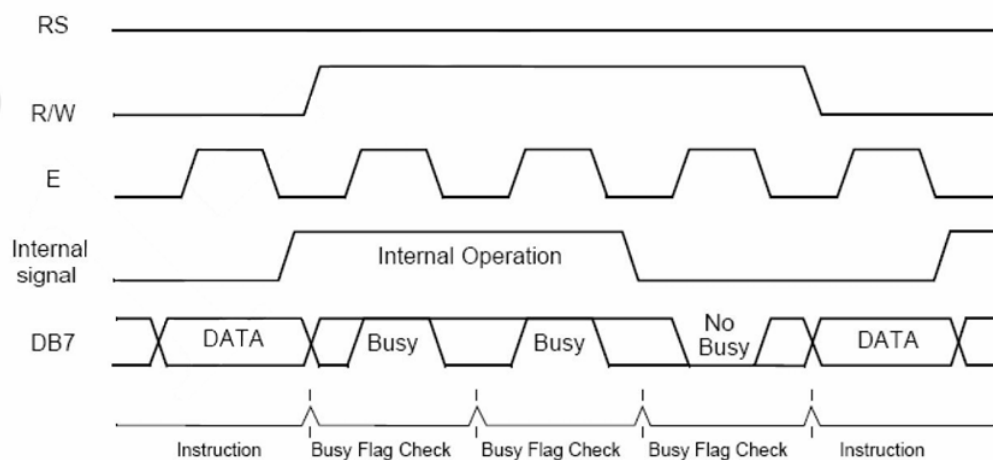 RS
R/W
E
Internal
signal
Internal Operation
DB7
DATA
Busy
Busy
No
Busy
DATA
Instruction
Busy Flag Check
Busy Flag Check
Busy Flag Check
Instruction